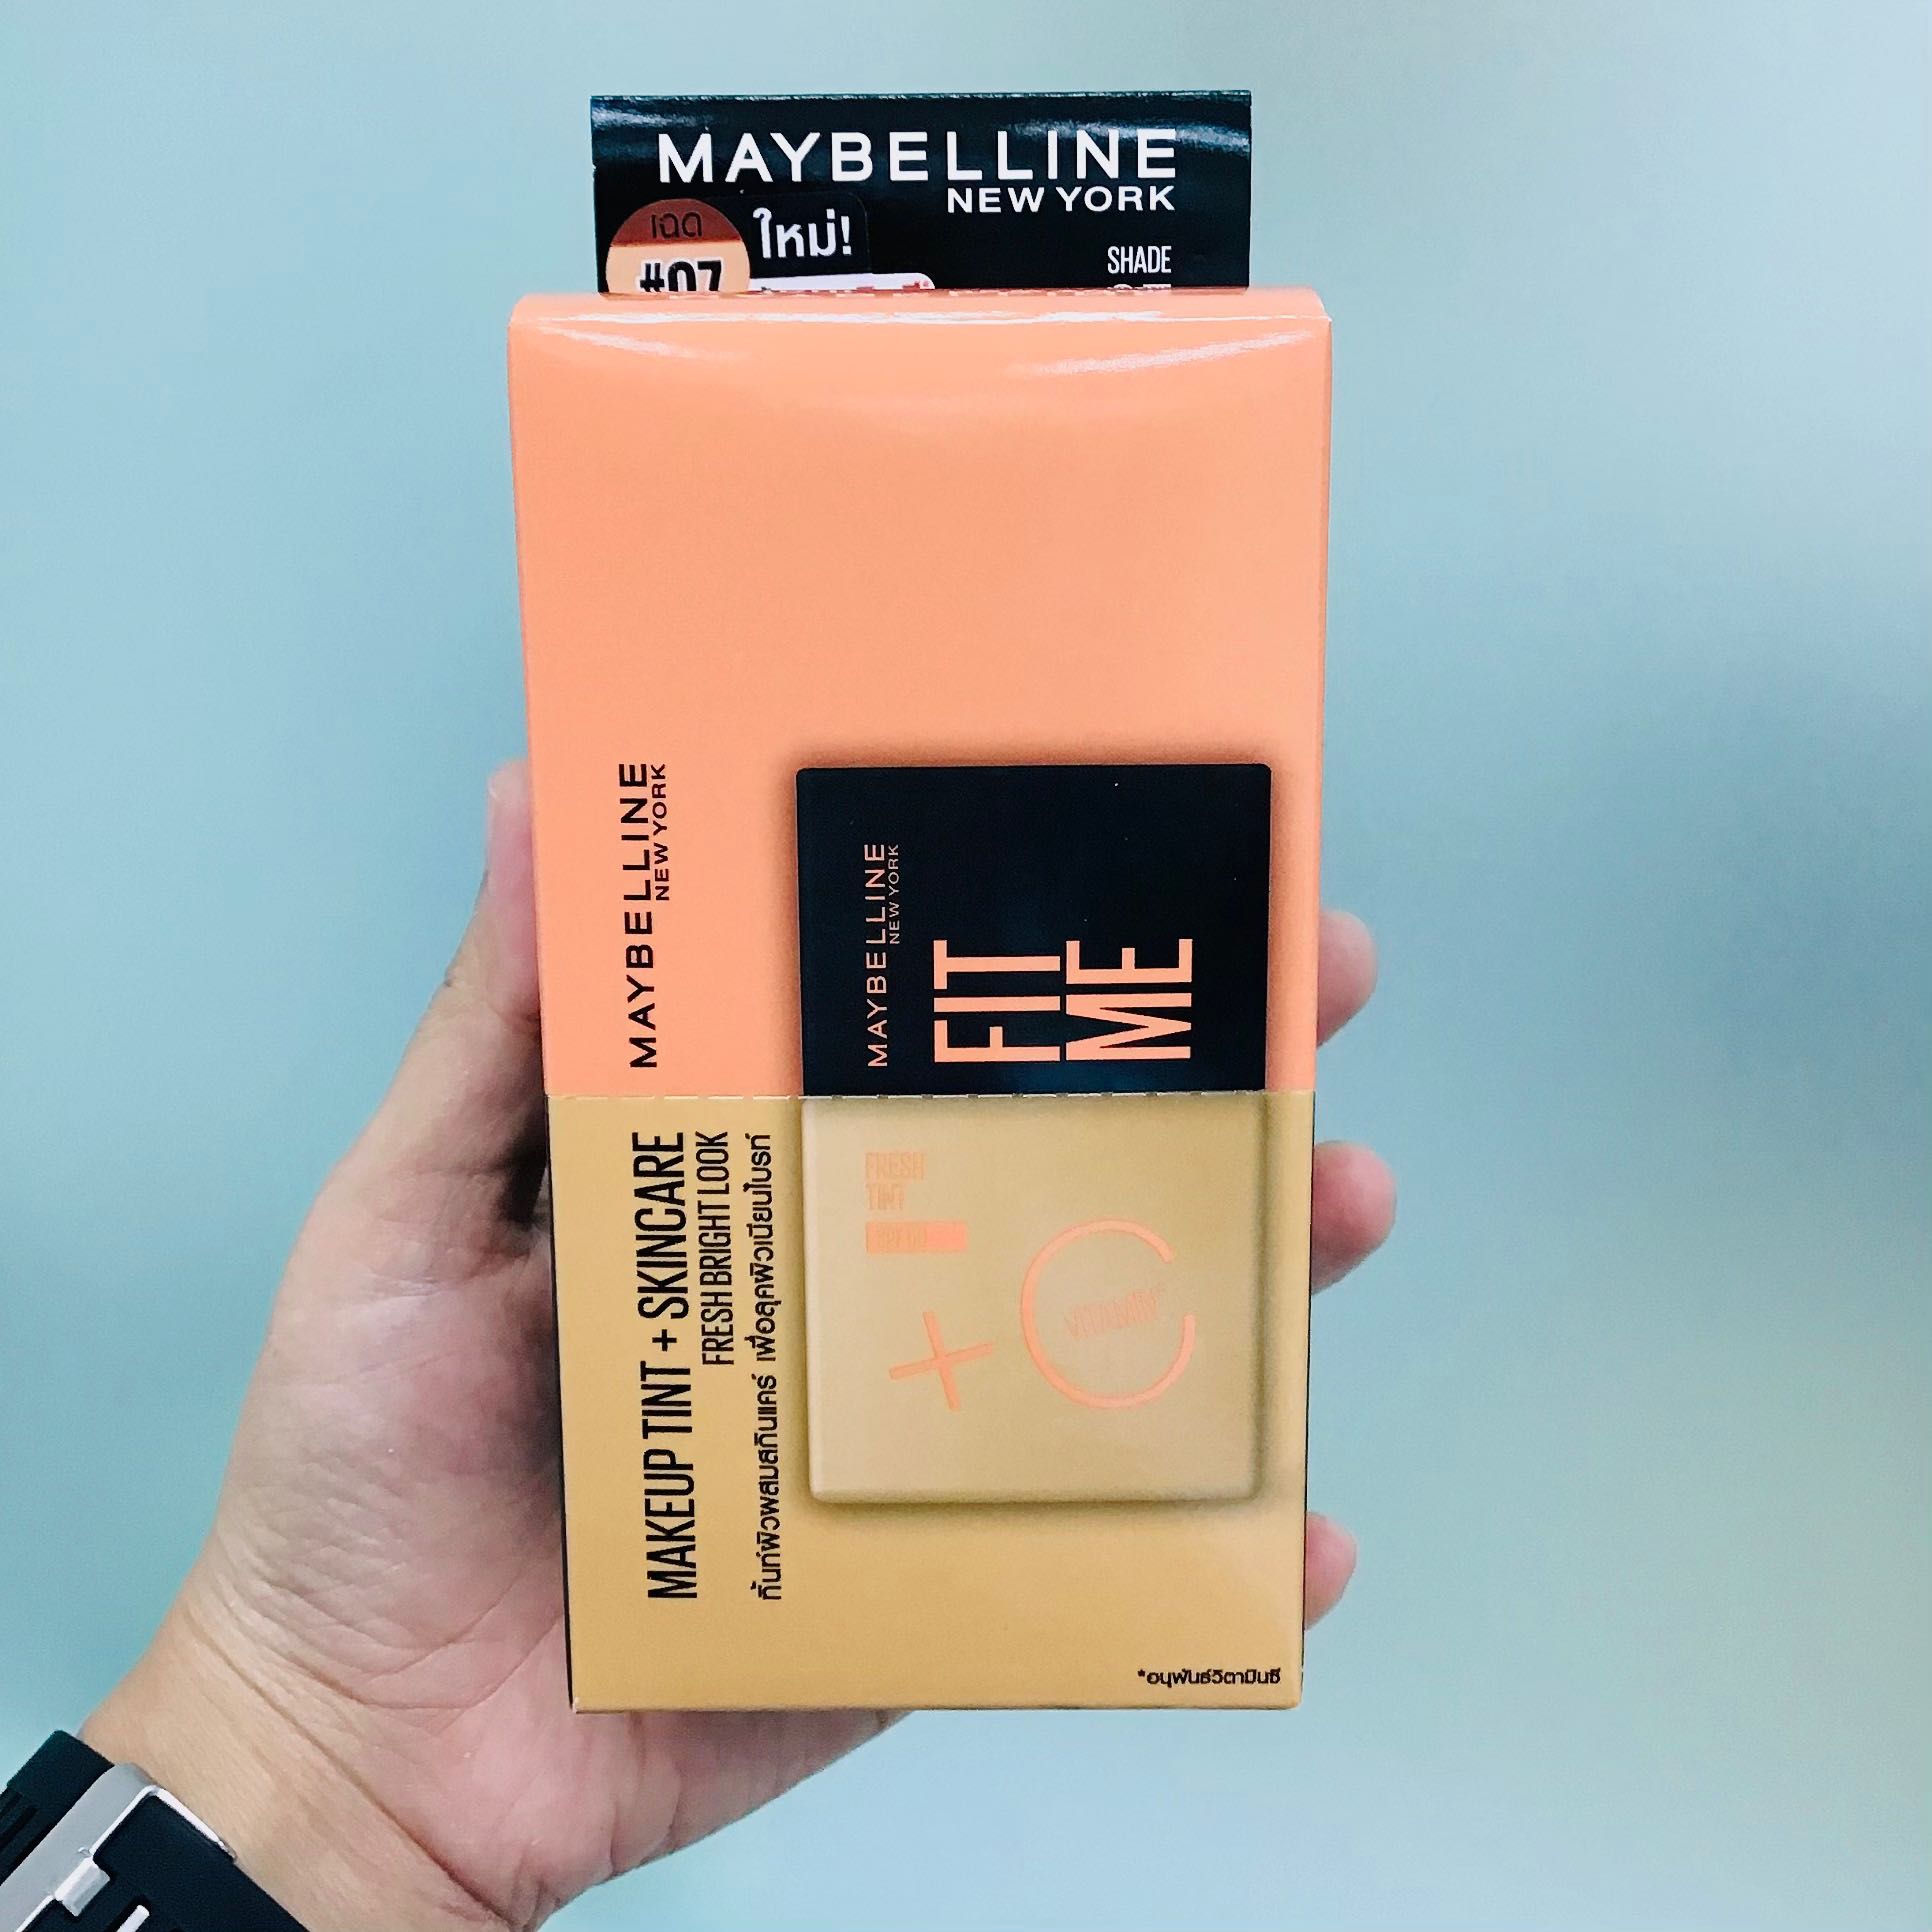 MAYBELLINE
NEW YORK
เฉด
#07
ใหม่!
SHADE
MAYBELLINE
NEW YORK
MAKEUP TINT + SKINCARE
FRESH BRIGHT LOOK
ทิ้นท์ผิวผสมสกินแคร์ เพื่อลุคผิวเนียนไบรท์
MAYBELLINE
NEW YORK
FIT
ME
FRESH
TINT
SPF 50
+
VITAMIN
C
*อนุพันธ์วิตามินซี